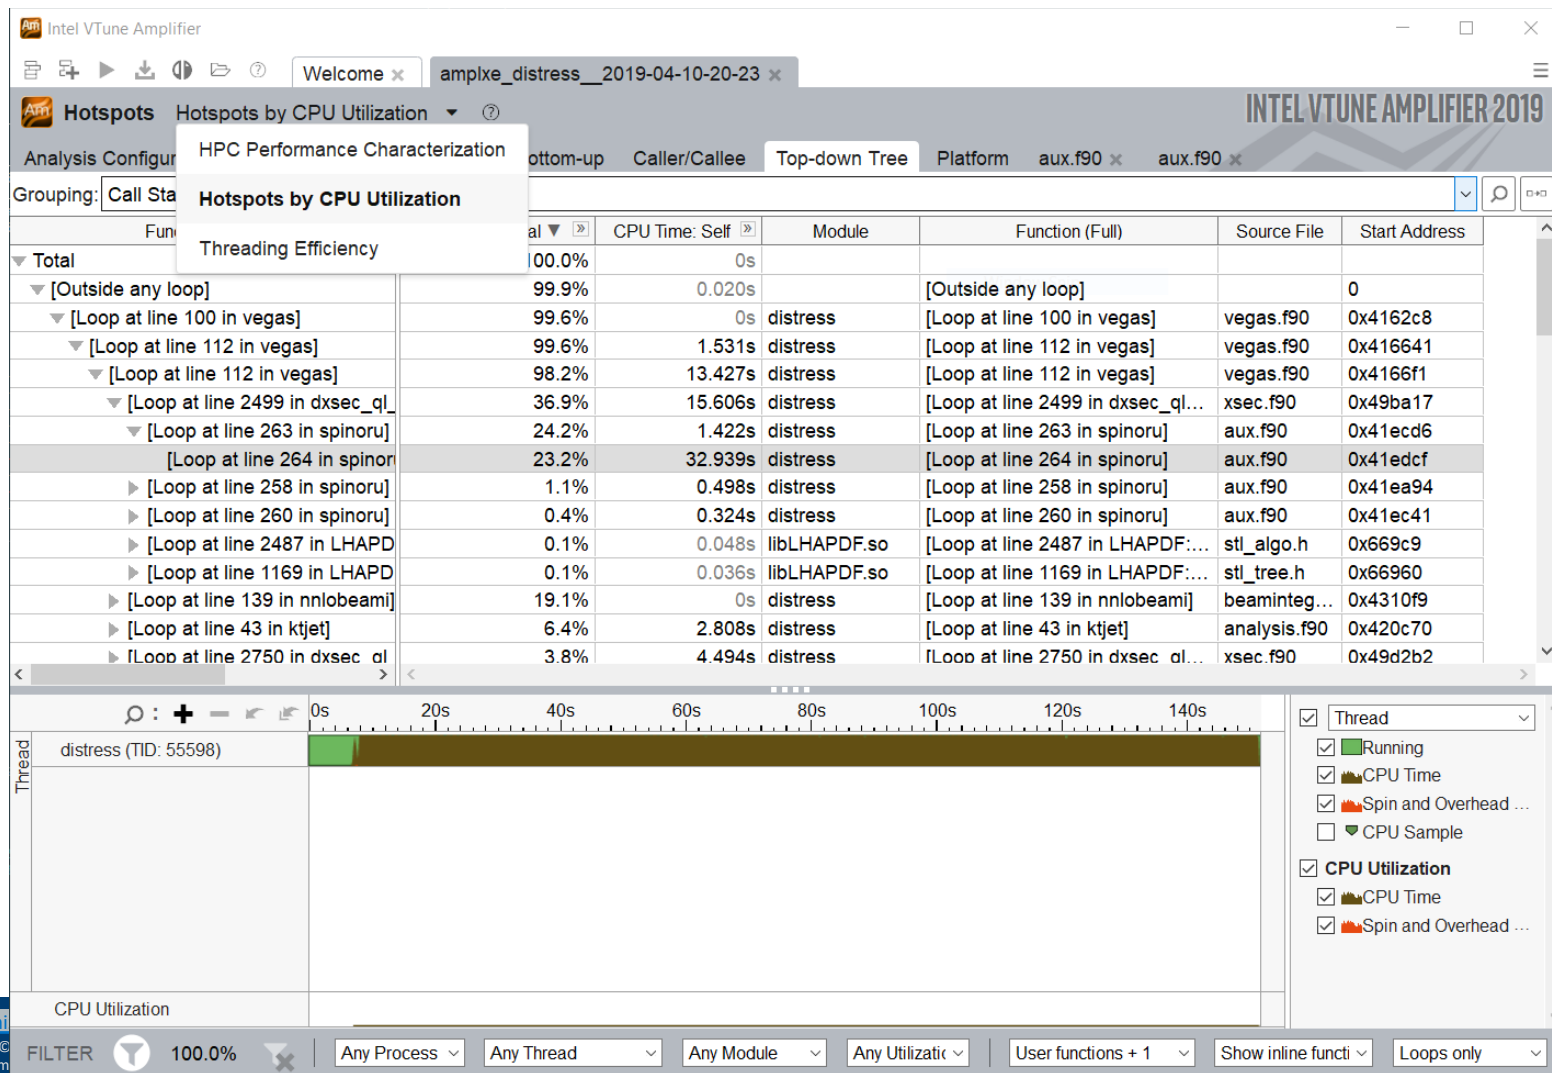 Intel VTune Amplifier
Welcome
amplxe_distress__2019-04-10-20-23
Hotspots Hotspots by CPU Utilization
INTEL VTUNE AMPLIFIER 2019
HPC Performance Characterization
Hotspots by CPU Utilization
Threading Efficiency
Analysis Configur ottom-up Caller/Callee Top-down Tree Platform aux.f90 aux.f90
Grouping: Call Sta
Func al CPU Time: Self Module Function (Full) Source File Start Address
Total 100.0% 0s
[Outside any loop] 99.9% 0.020s [Outside any loop] 0
[Loop at line 100 in vegas] 99.6% 0s distress [Loop at line 100 in vegas] vegas.f90 0x4162c8
[Loop at line 112 in vegas] 99.6% 1.531s distress [Loop at line 112 in vegas] vegas.f90 0x416641
[Loop at line 112 in vegas] 98.2% 13.427s distress [Loop at line 112 in vegas] vegas.f90 0x4166f1
[Loop at line 2499 in dxsec_ql_ 36.9% 15.606s distress [Loop at line 2499 in dxsec_ql... xsec.f90 0x49ba17
[Loop at line 263 in spinoru] 24.2% 1.422s distress [Loop at line 263 in spinoru] aux.f90 0x41ecd6
[Loop at line 264 in spinoru 23.2% 32.939s distress [Loop at line 264 in spinoru] aux.f90 0x41edcf
[Loop at line 258 in spinoru] 1.1% 0.498s distress [Loop at line 258 in spinoru] aux.f90 0x41ea94
[Loop at line 260 in spinoru] 0.4% 0.324s distress [Loop at line 260 in spinoru] aux.f90 0x41ec41
[Loop at line 2487 in LHAPD 0.1% 0.048s libLHAPDF.so [Loop at line 2487 in LHAPDF:... stl_algo.h 0x669c9
[Loop at line 1169 in LHAPD 0.1% 0.036s libLHAPDF.so [Loop at line 1169 in LHAPDF:... stl_tree.h 0x66960
[Loop at line 139 in nnlobeami] 19.1% 0s distress [Loop at line 139 in nnlobeami] beaminteg... 0x4310f9
[Loop at line 43 in ktjet] 6.4% 2.808s distress [Loop at line 43 in ktjet] analysis.f90 0x420c70
[Loop at line 2750 in dxsec_ql 3.8% 4.494s distress [Loop at line 2750 in dxsec_ql... xsec.f90 0x49d2b2
0s 20s 40s 60s 80s 100s 120s 140s
Thread
distress (TID: 55598)
CPU Utilization
Thread
Running
CPU Time
Spin and Overhead ...
CPU Sample
CPU Utilization
CPU Time
Spin and Overhead ...
FILTER 100.0% Any Process Any Thread Any Module Any Utilizatic User functions + 1 Show inline functi Loops only